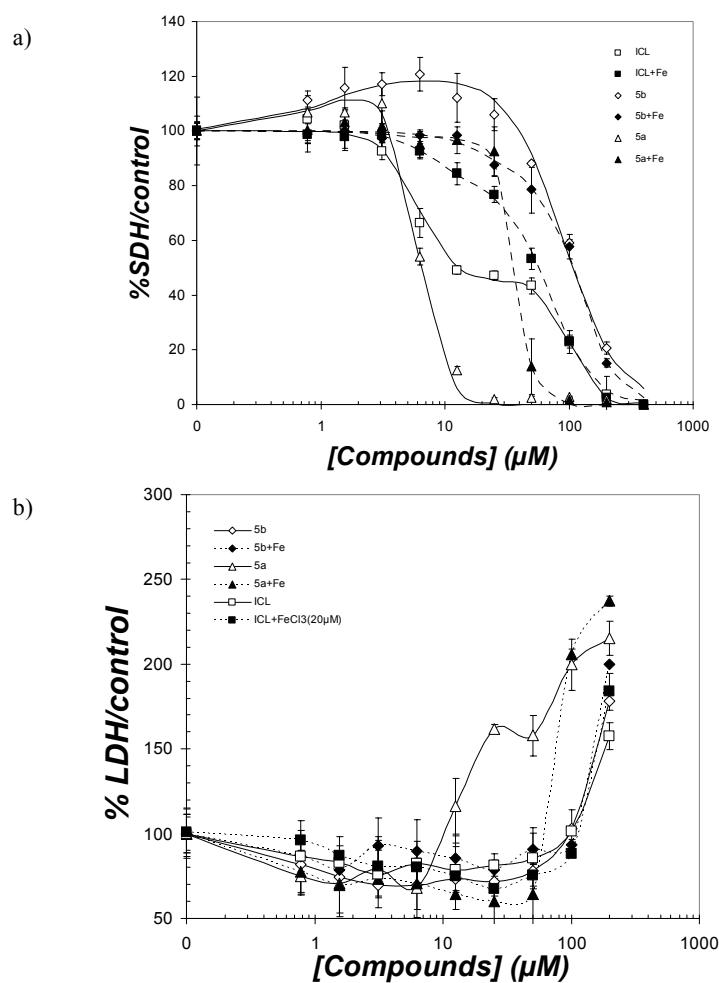 a)
140
120
100
80
60
40
20
0
%SDH/control
ICL
ICL+Fe
5b
5b+Fe
5a
5a+Fe
0
1
10
100
1000
[Compounds] (µM)
b)
300
250
200
150
100
50
% LDH/control
5b
5b+Fe
5a
5a+Fe
ICL
ICL+FeCl3(20µM)
0
1
10
100
1000
[Compounds] (µM)